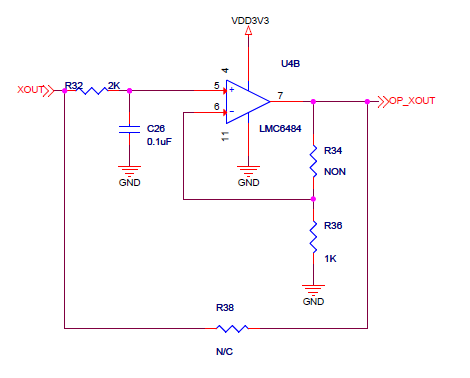 VDD3V3
U4B
XOUT
R32
2K
4
5
+
7
OP_XOUT
6
-
LMC6484
C26
0.1uF
11
R34
NON
GND
GND
R36
1K
GND
R38
N/C